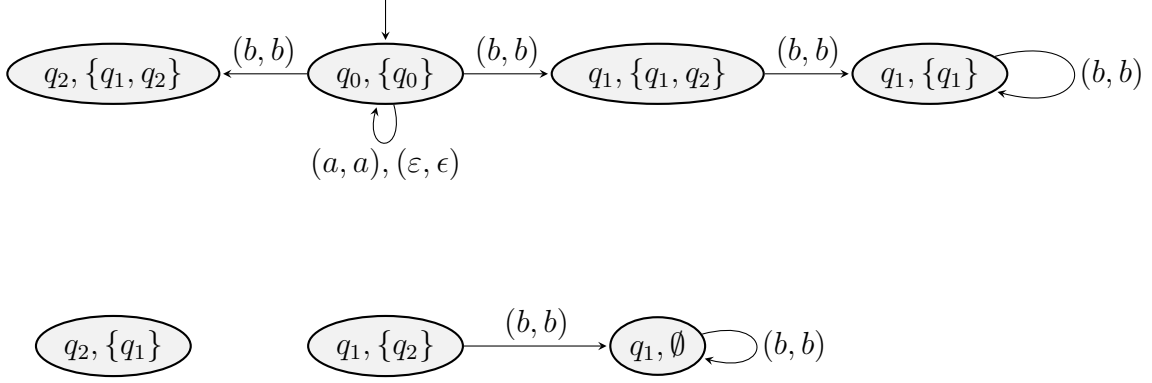 (b, b) (b, b) (b, b)
q₂, {q₁, q₂} q₀, {q₀} q₁, {q₁, q₂} q₁, {q₁} (b, b)
(a, a), (ε, ϵ)
(b, b)
q₂, {q₁} q₁, {q₂} q₁, ∅ (b, b)